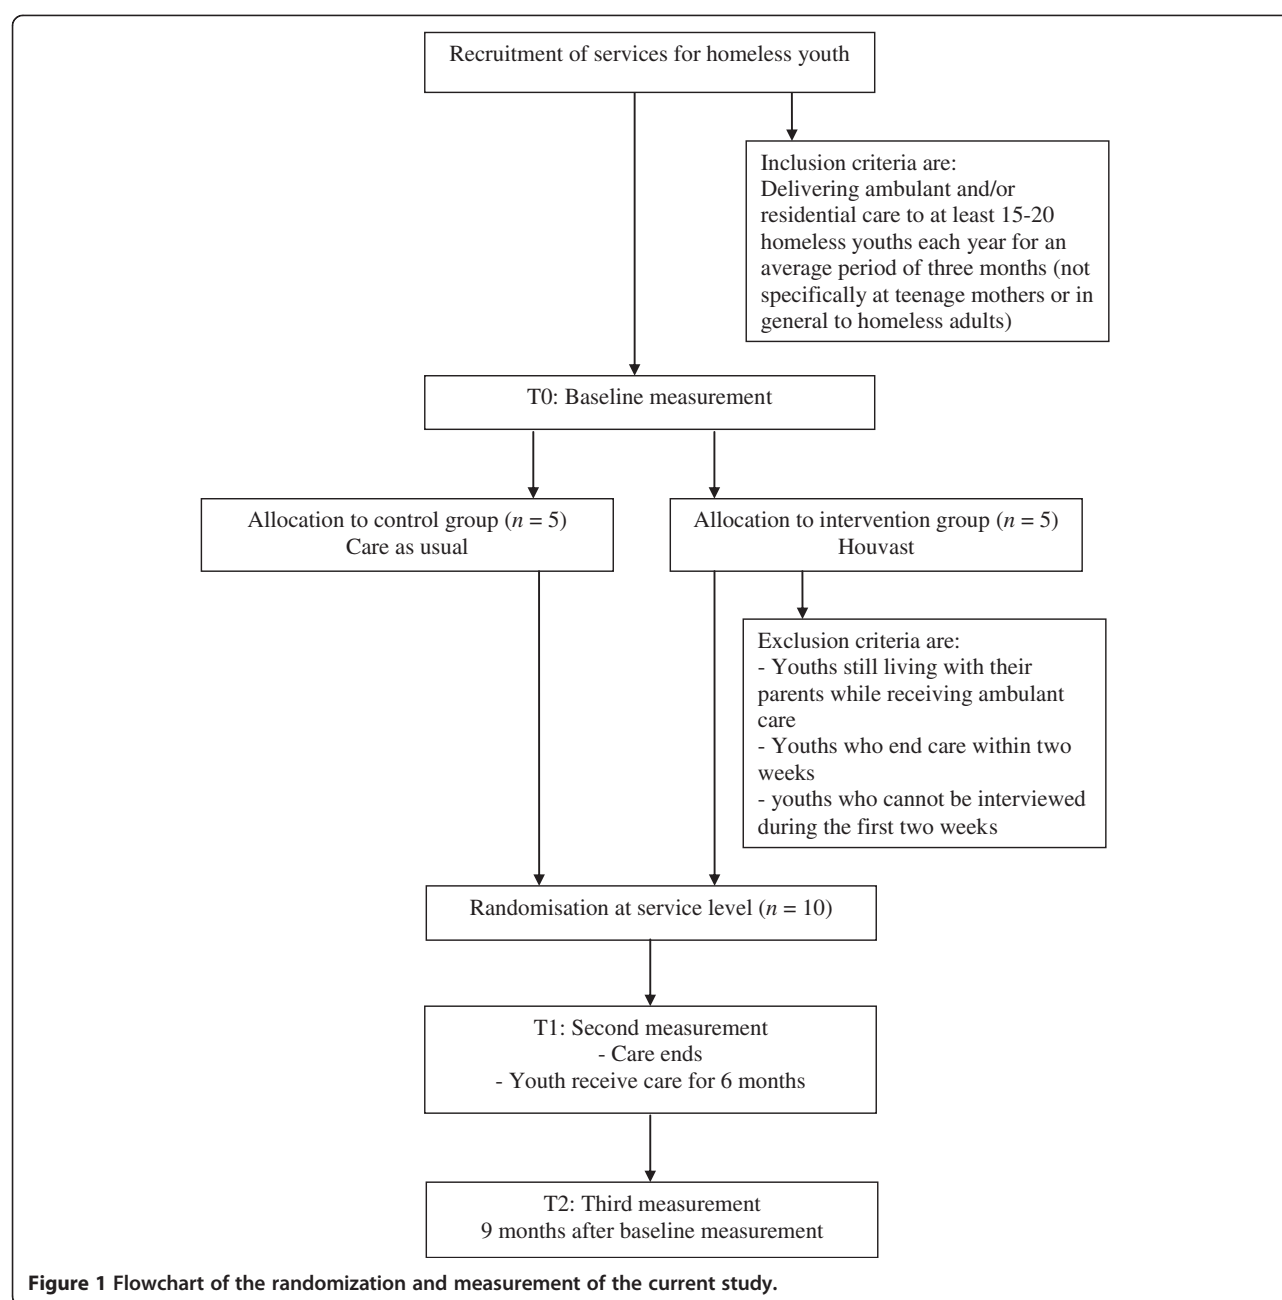 Recruitment of services for homeless youth
Inclusion criteria are:
Delivering ambulant and/or
residential care to at least 15-20
homeless youths each year for an
average period of three months (not
specifically at teenage mothers or in
general to homeless adults)
T0: Baseline measurement
Allocation to control group (n = 5)
Care as usual
Allocation to intervention group (n = 5)
Houvast
Exclusion criteria are:
- Youths still living with their
parents while receiving ambulant
care
- Youths who end care within two
weeks
- youths who cannot be interviewed
during the first two weeks
Randomisation at service level (n = 10)
T1: Second measurement
- Care ends
- Youth receive care for 6 months
T2: Third measurement
9 months after baseline measurement
Figure 1 Flowchart of the randomization and measurement of the current study.